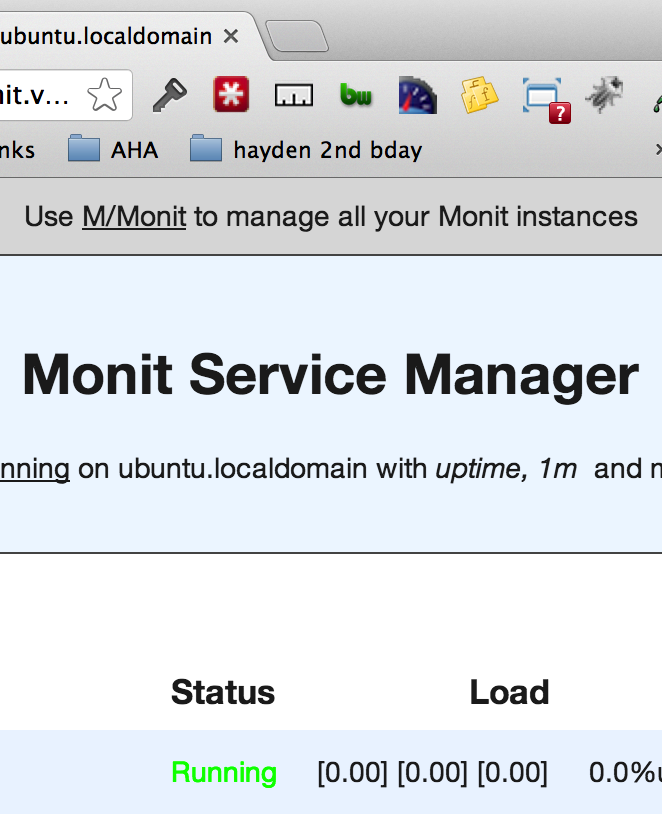 ubuntu.localdomain ×
nit.v...
bw
f f f
?
nks AHA hayden 2nd bday
Use M/Monit to manage all your Monit instances
Monit Service Manager
nning on ubuntu.localdomain with uptime, 1m and m
Status Load
Running [0.00] [0.00] [0.00] 0.0%u